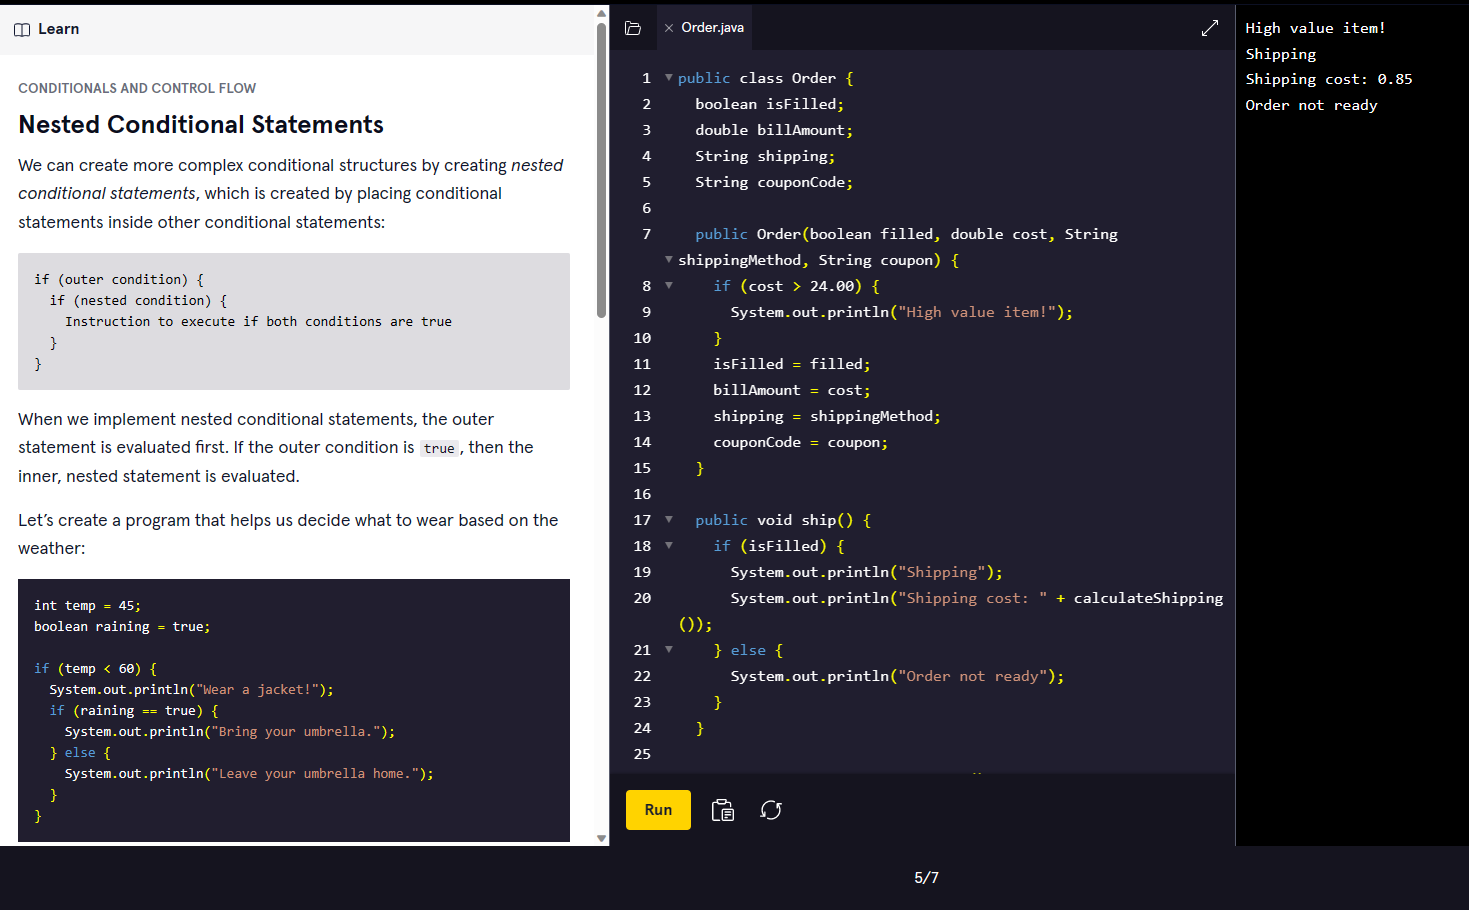 Learn
CONDITIONALS AND CONTROL FLOW
Nested Conditional Statements
We can create more complex conditional structures by creating nested
conditional statements, which is created by placing conditional
statements inside other conditional statements:
if (outer condition) {
  if (nested condition) {
    Instruction to execute if both conditions are true
  }
}
When we implement nested conditional statements, the outer
statement is evaluated first. If the outer condition is true, then the
inner, nested statement is evaluated.
Let’s create a program that helps us decide what to wear based on the
weather:
int temp = 45;
boolean raining = true;
if (temp < 60) {
  System.out.println("Wear a jacket!");
  if (raining == true) {
    System.out.println("Bring your umbrella.");
  } else {
    System.out.println("Leave your umbrella home.");
  }
}
Order.java
1 public class Order {
2   boolean isFilled;
3   double billAmount;
4   String shipping;
5   String couponCode;
6
7   public Order(boolean filled, double cost, String
shippingMethod, String coupon) {
8     if (cost > 24.00) {
9       System.out.println("High value item!");
10     }
11     isFilled = filled;
12     billAmount = cost;
13     shipping = shippingMethod;
14     couponCode = coupon;
15   }
16
17   public void ship() {
18     if (isFilled) {
19       System.out.println("Shipping");
20       System.out.println("Shipping cost: " + calculateShipping
());
21     } else {
22       System.out.println("Order not ready");
23     }
24   }
25
Run
High value item!
Shipping
Shipping cost: 0.85
Order not ready
5/7